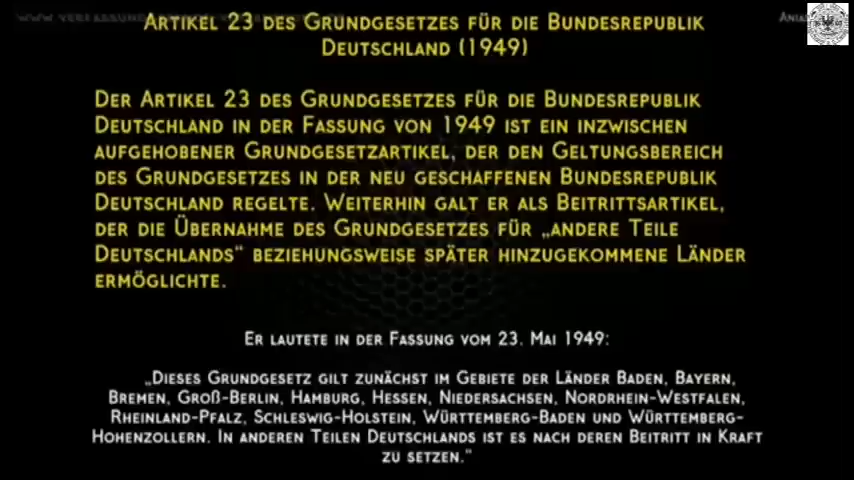 Artikel 23 des Grundgesetzes für die Bundesrepublik
Deutschland (1949)
Der Artikel 23 des Grundgesetzes für die Bundesrepublik
Deutschland in der Fassung von 1949 ist ein inzwischen
aufgehobener Grundgesetzartikel, der den Geltungsbereich
des Grundgesetzes in der neu geschaffenen Bundesrepublik
Deutschland regelte. Weiterhin galt er als Beitrittsartikel,
der die Übernahme des Grundgesetzes für „andere Teile
Deutschlands“ beziehungsweise später hinzugekommene Länder
ermöglichte.
Er lautete in der Fassung vom 23. Mai 1949:
„Dieses Grundgesetz gilt zunächst im Gebiete der Länder Baden, Bayern,
Bremen, Groß-Berlin, Hamburg, Hessen, Niedersachsen, Nordrhein-Westfalen,
Rheinland-Pfalz, Schleswig-Holstein, Württemberg-Baden und Württemberg-
Hohenzollern. In anderen Teilen Deutschlands ist es nach deren Beitritt in Kraft
zu setzen.“